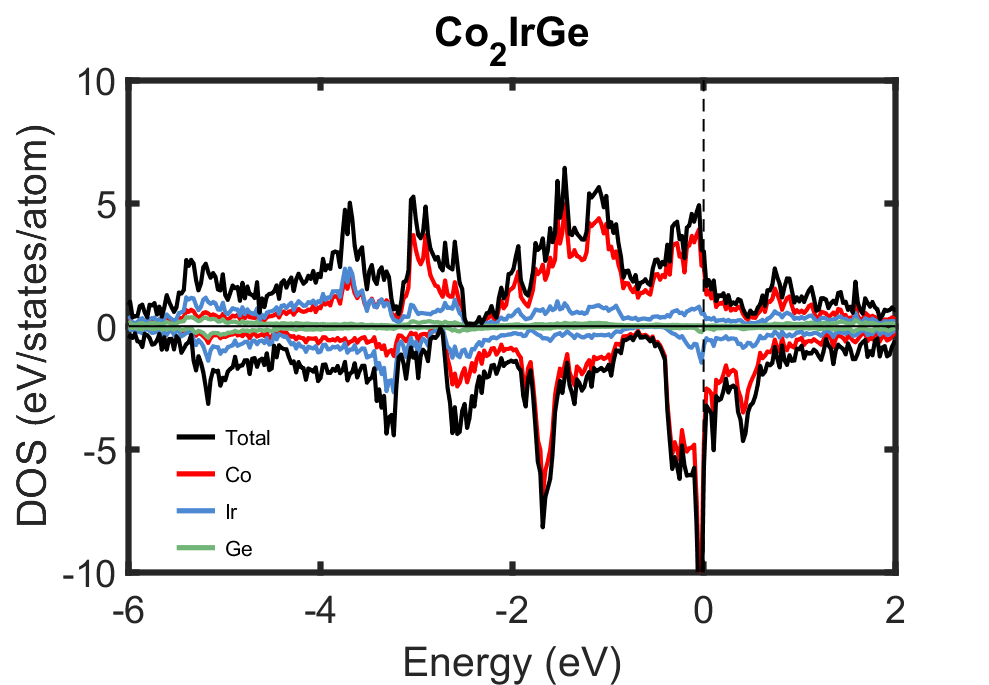 Co₂IrGe
DOS (eV/states/atom)
10
5
0
-5
-10
Total
Co
Ir
Ge
-6
-4
-2
0
2
Energy (eV)